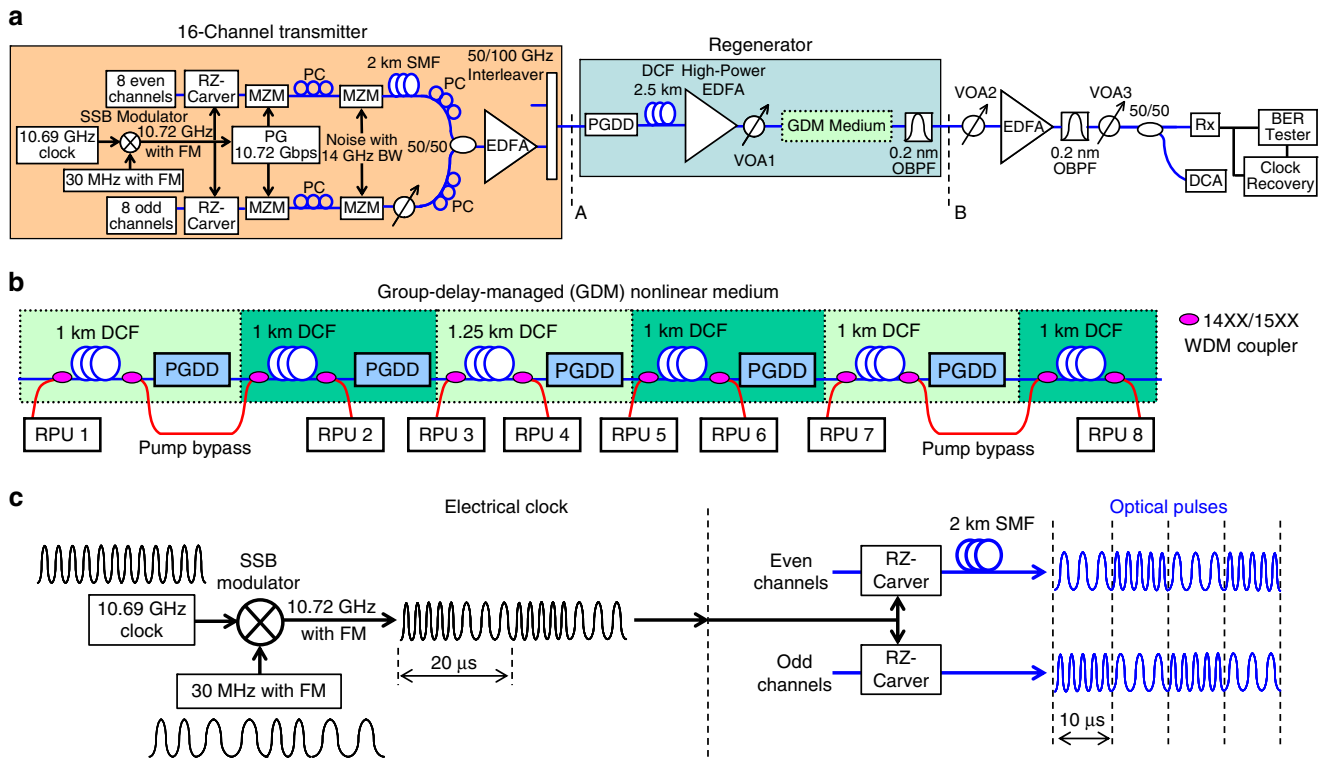 a
16-Channel transmitter
8 even
channels
RZ-
Carver
MZM
PC
MZM
2 km SMF
PC
50/100 GHz
Interleaver
SSB Modulator
10.69 GHz
clock
10.72 GHz
with FM
PG
10.72 Gbps
Noise with
14 GHz BW
50/50
EDFA
30 MHz with FM
8 odd
channels
RZ-
Carver
MZM
PC
MZM
PC
A
Regenerator
PGDD
DCF
2.5 km
High-Power
EDFA
VOA1
GDM Medium
0.2 nm
OBPF
B
VOA2
EDFA
0.2 nm
OBPF
VOA3
50/50
Rx
DCA
BER
Tester
Clock
Recovery
b
Group-delay-managed (GDM) nonlinear medium
1 km DCF
1 km DCF
1.25 km DCF
1 km DCF
1 km DCF
1 km DCF
14XX/15XX
WDM coupler
PGDD
PGDD
PGDD
PGDD
PGDD
RPU 1
Pump bypass
RPU 2
RPU 3
RPU 4
RPU 5
RPU 6
RPU 7
Pump bypass
RPU 8
c
Electrical clock
Optical pulses
SSB
modulator
10.69 GHz
clock
10.72 GHz
with FM
20 µs
30 MHz with FM
Even
channels
RZ-
Carver
2 km SMF
Odd
channels
RZ-
Carver
10 µs